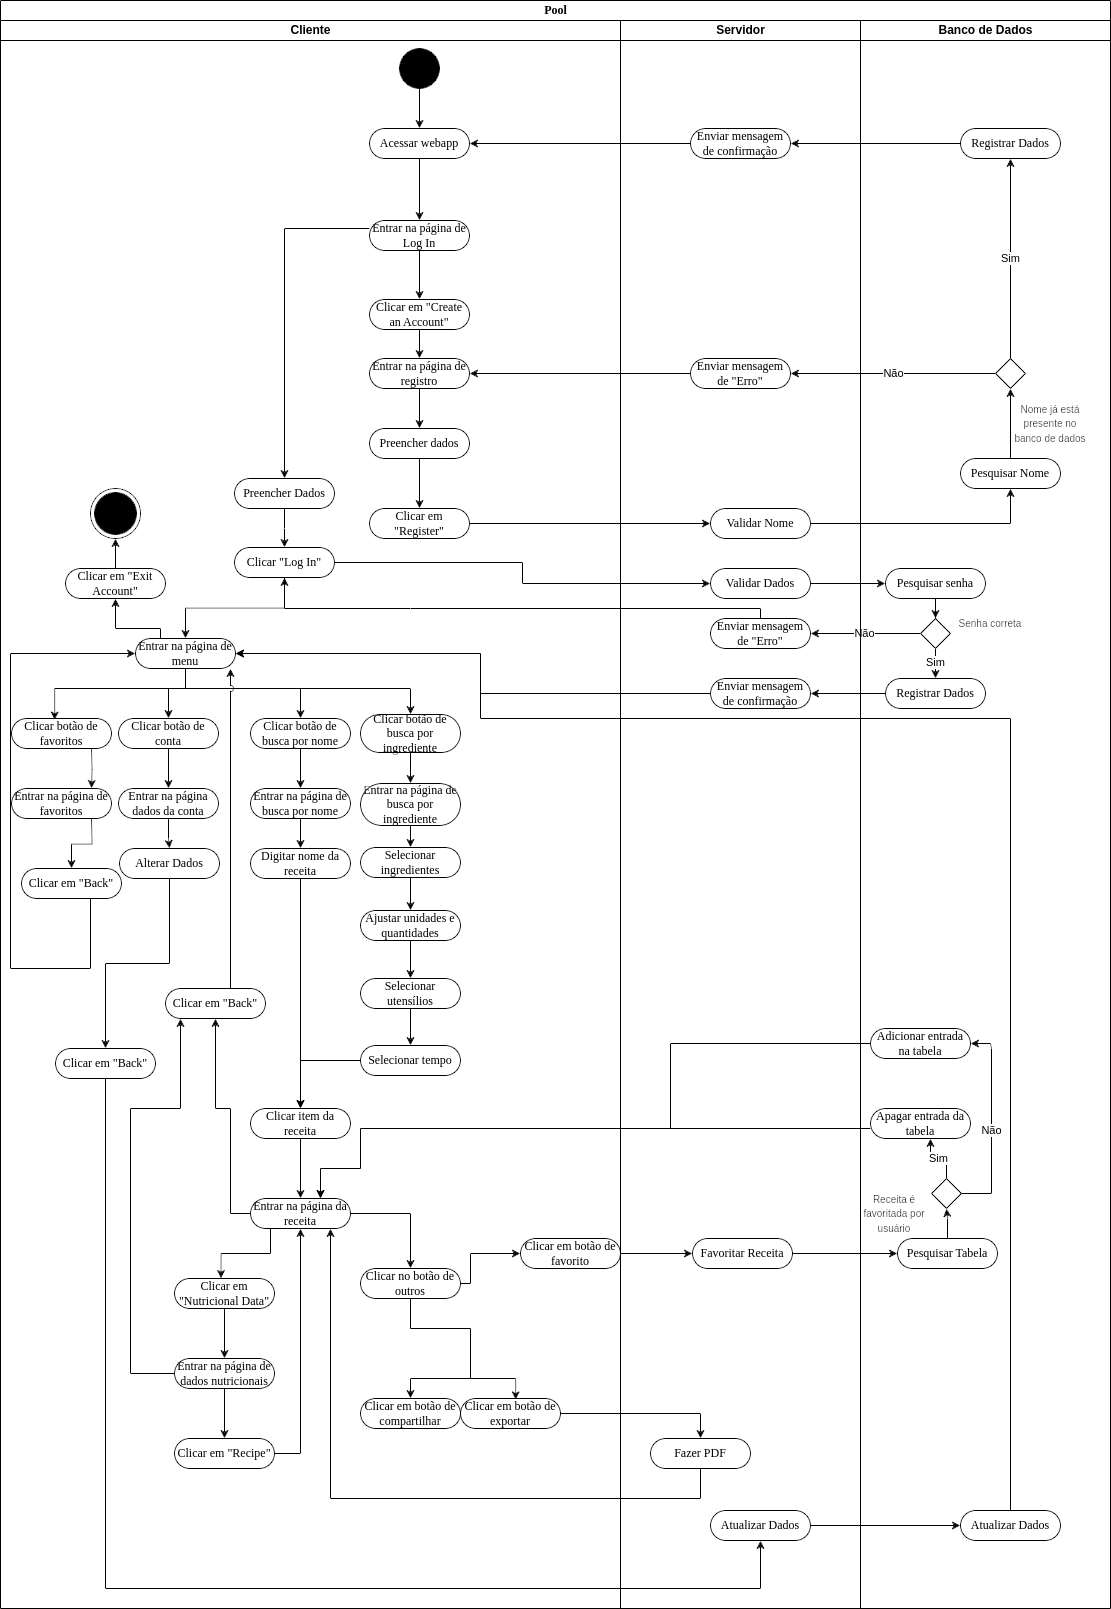 Pool
Cliente
Servidor
Banco de Dados
Acessar webapp
Enviar mensagem
de confirmação
Registrar Dados
Entrar na página de
Log In
Sim
Clicar em "Create
an Account"
Entrar na página de
registro
Enviar mensagem
de "Erro"
Não
Nome já está
presente no
banco de dados
Preencher dados
Pesquisar Nome
Preencher Dados
Clicar em
"Register"
Validar Nome
Clicar "Log In"
Clicar em "Exit
Account"
Validar Dados
Pesquisar senha
Senha correta
Enviar mensagem
de "Erro"
Não
Entrar na página de
menu
Sim
Enviar mensagem
de confirmação
Registrar Dados
Clicar botão de
favoritos
Clicar botão de
conta
Clicar botão de
busca por nome
Clicar botão de
busca por
ingrediente
Entrar na página de
favoritos
Entrar na página
dados da conta
Entrar na página de
busca por nome
Entrar na página de
busca por
ingrediente
Clicar em "Back"
Alterar Dados
Digitar nome da
receita
Selecionar
ingredientes
Ajustar unidades e
quantidades
Clicar em "Back"
Selecionar
utensílios
Clicar em "Back"
Selecionar tempo
Adicionar entrada
na tabela
Clicar item da
receita
Apagar entrada da
tabela
Não
Sim
Entrar na página da
receita
Receita é
favoritada por
usuário
Clicar em botão de
favorito
Favoritar Receita
Pesquisar Tabela
Clicar em
"Nutricional Data"
Clicar no botão de
outros
Entrar na página de
dados nutricionais
Clicar em botão de
compartilhar
Clicar em botão de
exportar
Clicar em "Recipe"
Fazer PDF
Atualizar Dados
Atualizar Dados